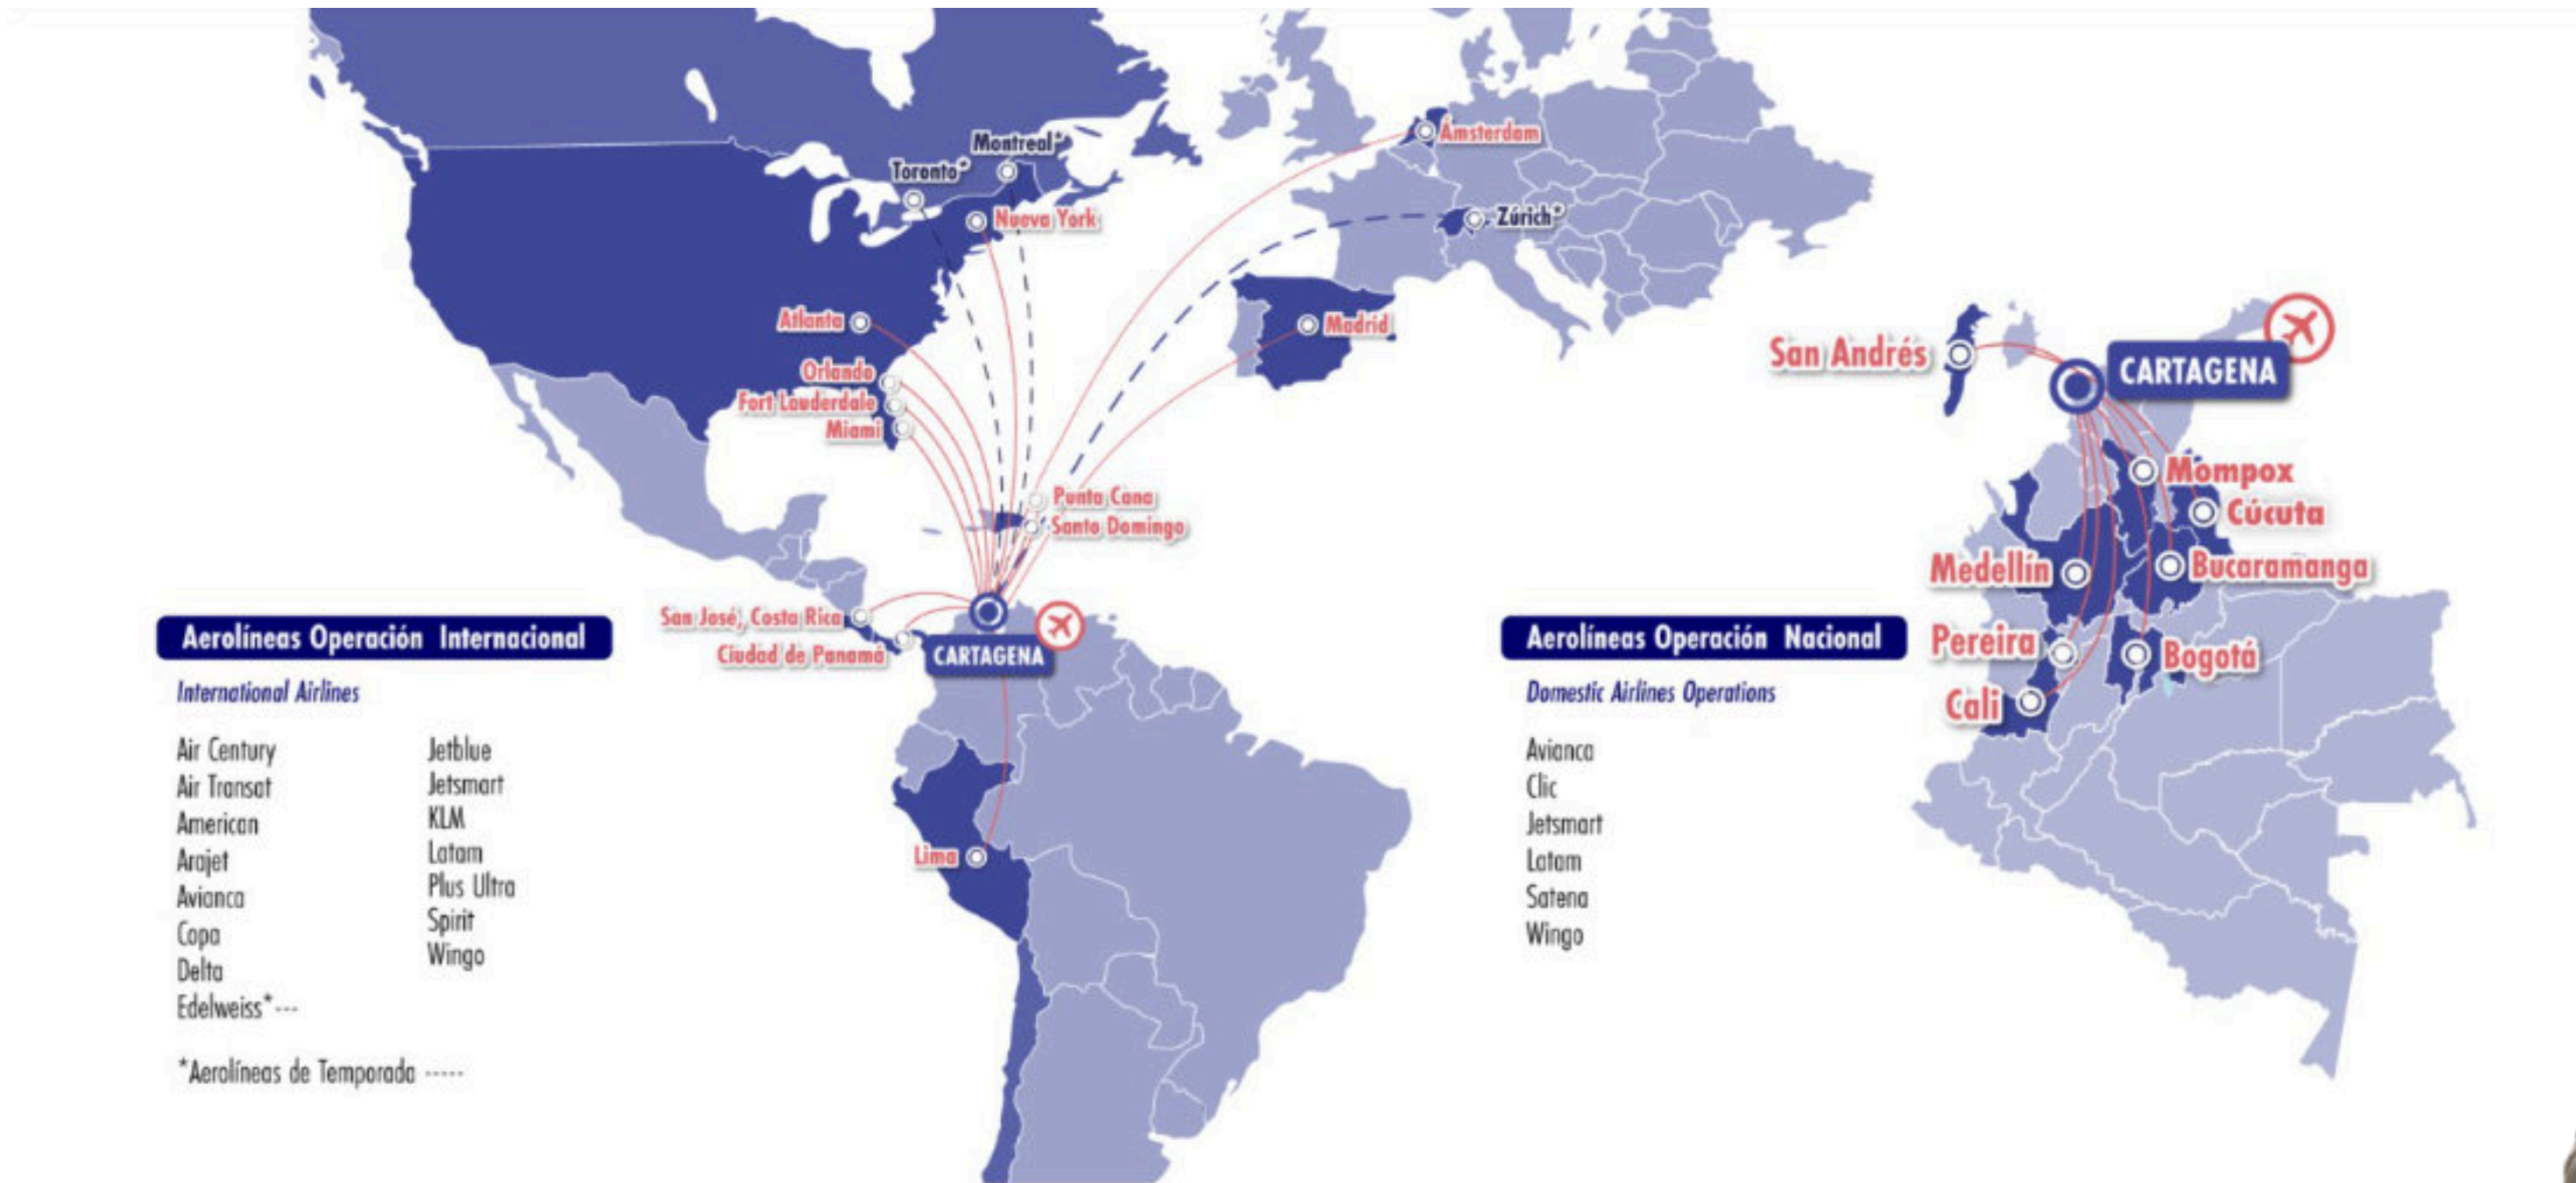 Montreal*
Toronto*
Nueva York
Atlanta
Orlando
Fort Lauderdale
Miami
Ámsterdam
Zúrich*
Madrid
Punta Cana
Santo Domingo
San José, Costa Rica
Ciudad de Panamá
CARTAGENA
Lima
Aerolíneas Operación Internacional
International Airlines
Air Century
Air Transat
American
Arajet
Avianca
Copa
Delta
Edelweiss*---
Jetblue
Jetsmart
KLM
Latam
Plus Ultra
Spirit
Wingo
*Aerolíneas de Temporada -----
Aerolíneas Operación Nacional
Domestic Airlines Operations
Avianca
Clic
Jetsmart
Latam
Satena
Wingo
San Andrés
CARTAGENA
Mompox
Cúcuta
Medellín
Bucaramanga
Pereira
Bogotá
Cali